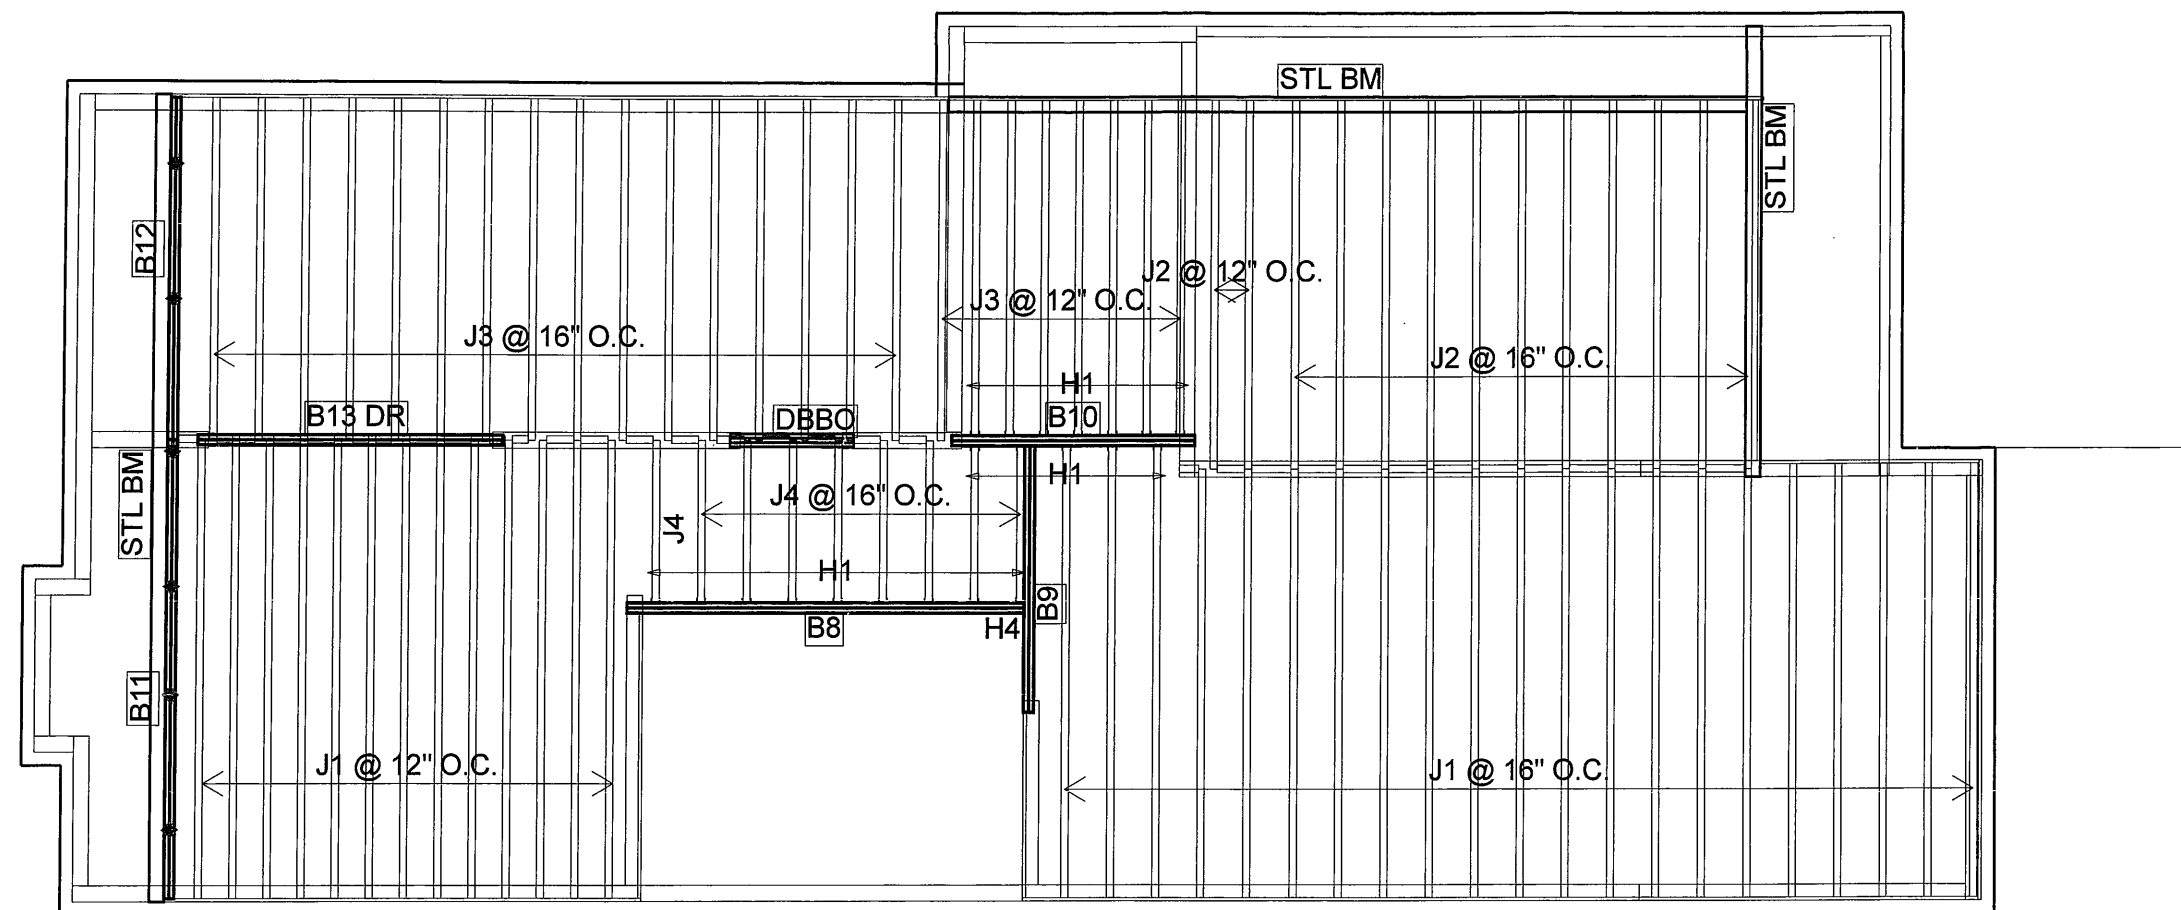 STL BM
STL BM
B12
J2 @ 12" O.C.
J3 @ 12" O.C.
J3 @ 16" O.C.
J2 @ 16" O.C.
H1
B13 DR
DBBO
B10
STL BM
H1
J4 @ 16" O.C.
J4
H1
B9
B8
H4
B11
J1 @ 12" O.C.
J1 @ 16" O.C.